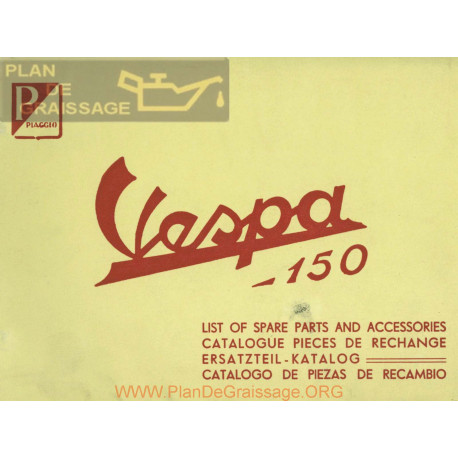 PLAN
DE
GRAISSAGE
P
PIAGGIO
Vespa
- 150
LIST OF SPARE PARTS AND ACCESSORIES
CATALOGUE PIECES DE RECHANGE
ERSATZTEIL-KATALOG
CATALOGO DE PIEZAS DE RECAMBIO
www.PlanDeGraissage.ORG